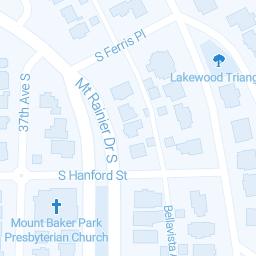 S Ferris Pl
Lakewood Triang
37th Ave S
Mt Rainier Dr S
S Hanford St
Mount Baker Park
Presbyterian Church
Bellavista A